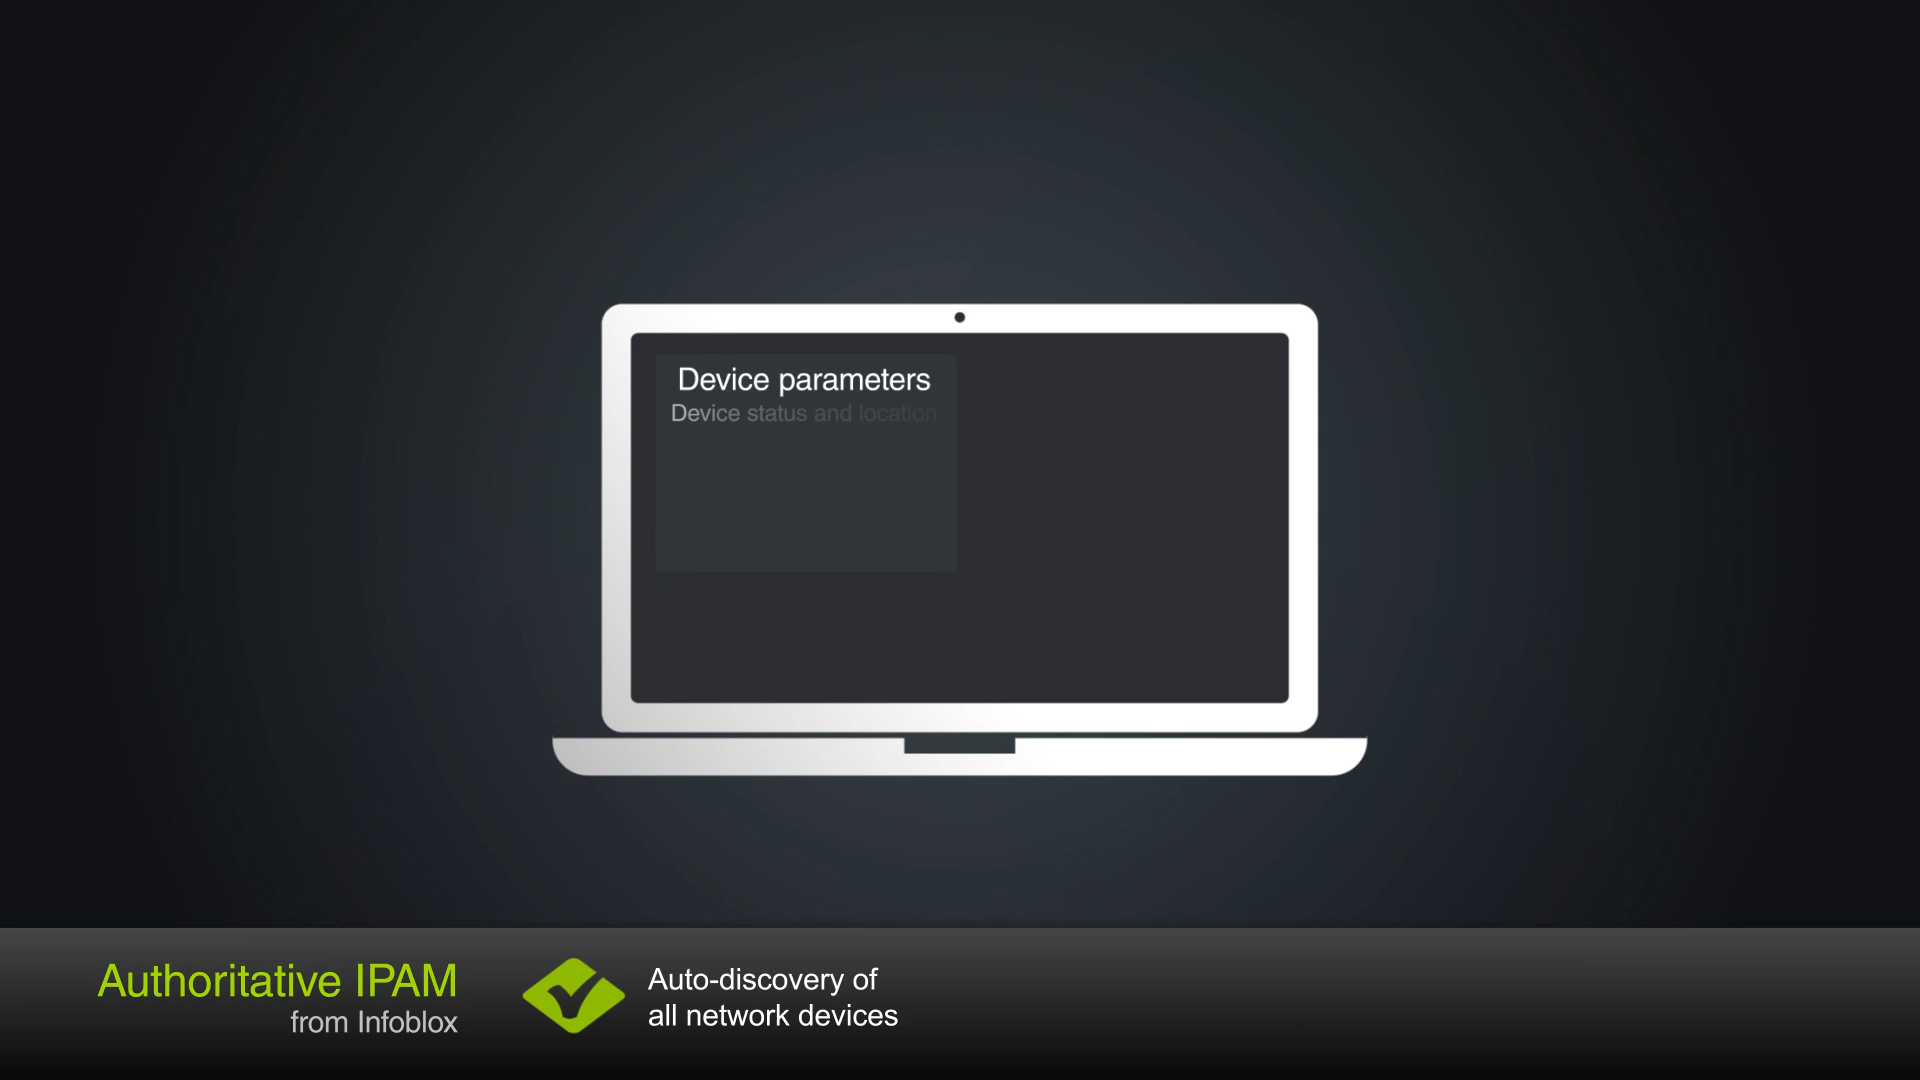 Device parameters
Device status and location
Authoritative IPAM
from Infoblox
Auto-discovery of
all network devices